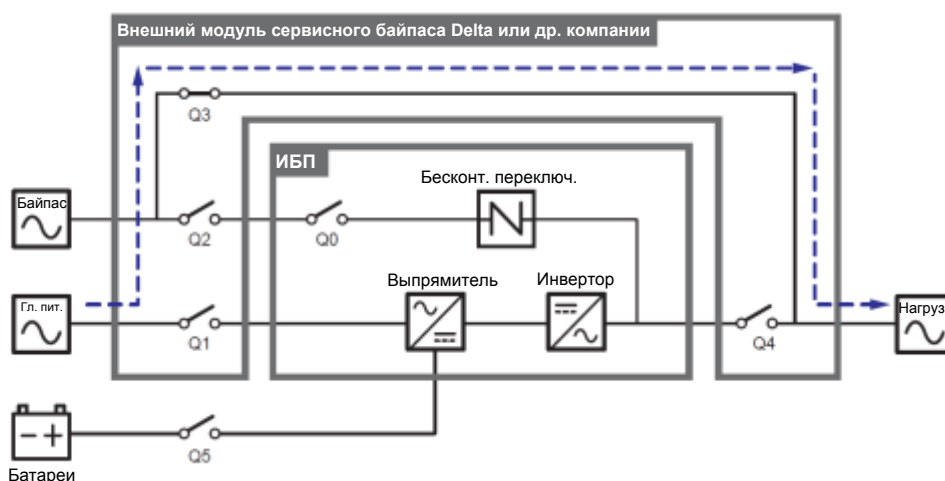 Внешний модуль сервисного байпаса Delta или др. компании
Q3
ИБП
Бесконт. переключ.
Байпас
Q2
Q0
Выпрямитель
Инвертор
Гл. пит.
Нагруз
Q1
Q4
Q5
Батареи